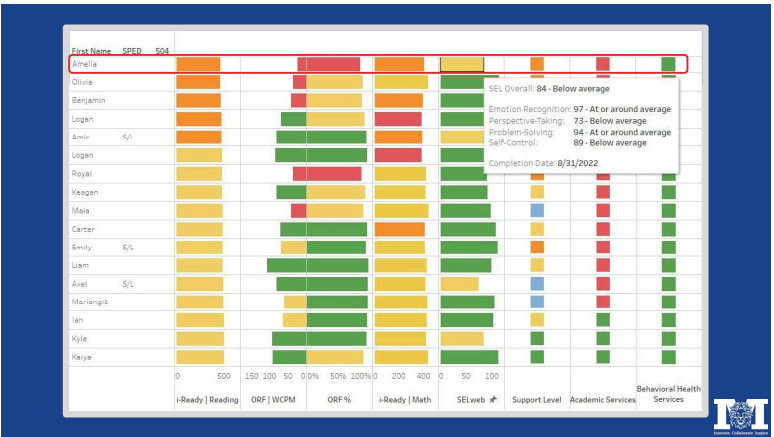 First Name SPED 504
Amelia
Olivia
Benjamin
Logan
Amir S/L
Logan
Royal
Keagan
Maia
Carter
Emily S/L
Liam
Axel S/L
Ian
Kyle
Kaiya
SEL Overall: 84 - Below average
Emotion Recognition: 97 - At or around average
Perspective-Taking: 73 - Below average
Problem-Solving: 94 - At or around average
Self-Control: 89 - Below average
Completion Date: 8/31/2022
0 500 150 100 50 0 0% 50% 100% 0 200 400 0 50 100
i-Ready | Reading ORF | WCPM ORF % i-Ready | Math SELweb Support Level Academic Services Behavioral Health Services
Innovate Collaborate Inspire